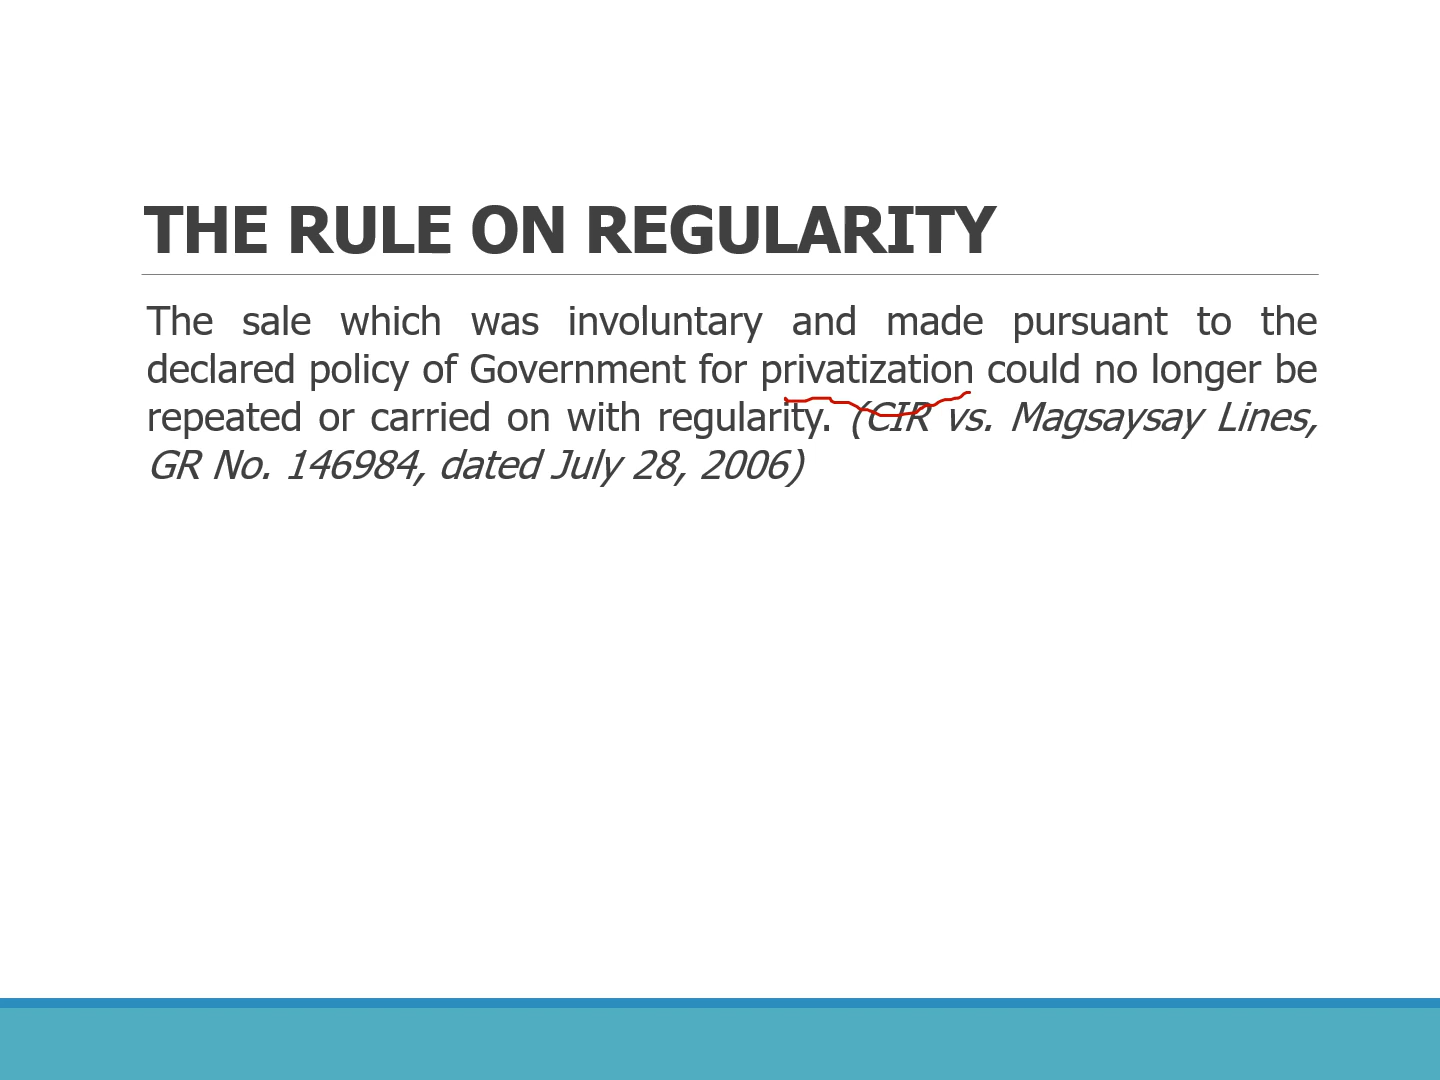 THE RULE ON REGULARITY
The sale which was involuntary and made pursuant to the
declared policy of Government for privatization could no longer be
repeated or carried on with regularity. (CIR vs. Magsaysay Lines,
GR No. 146984, dated July 28, 2006)